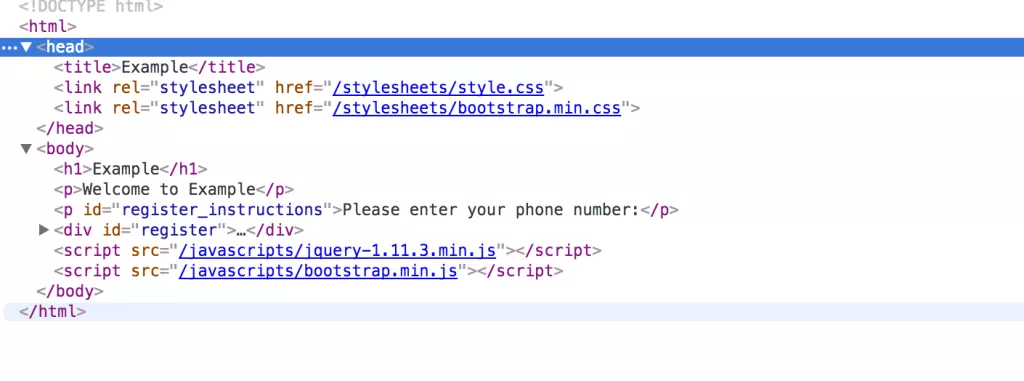 <!DOCTYPE html>
<html>
<head>
<title>Example</title>
<link rel="stylesheet" href="/stylesheets/style.css">
<link rel="stylesheet" href="/stylesheets/bootstrap.min.css">
</head>
<body>
<h1>Example</h1>
<p>Welcome to Example</p>
<p id="register_instructions">Please enter your phone number:</p>
<div id="register">…</div>
<script src="/javascripts/jquery-1.11.3.min.js"></script>
<script src="/javascripts/bootstrap.min.js"></script>
</body>
</html>